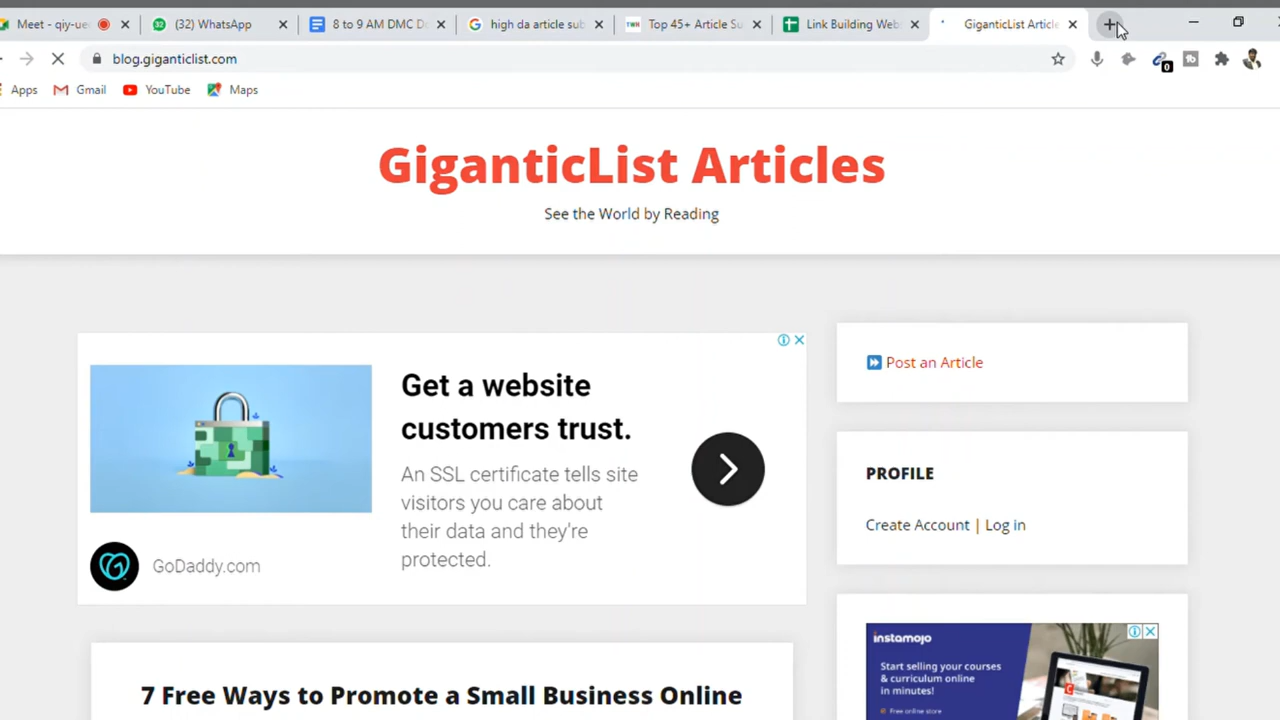 Meet - qiy-ue
(32) WhatsApp
8 to 9 AM DMC D
high da article sub
Top 45+ Article Su
Link Building Web
GiganticList Article
blog.giganticlist.com
0
Apps
Gmail
YouTube
Maps
GiganticList Articles
See the World by Reading
Get a website
customers trust.
An SSL certificate tells site
visitors you care about
their data and they're
protected.
GoDaddy.com
Post an Article
PROFILE
Create Account | Log in
instamojo
Start selling your courses
& curriculum online
in minutes!
Free online store
7 Free Ways to Promote a Small Business Online